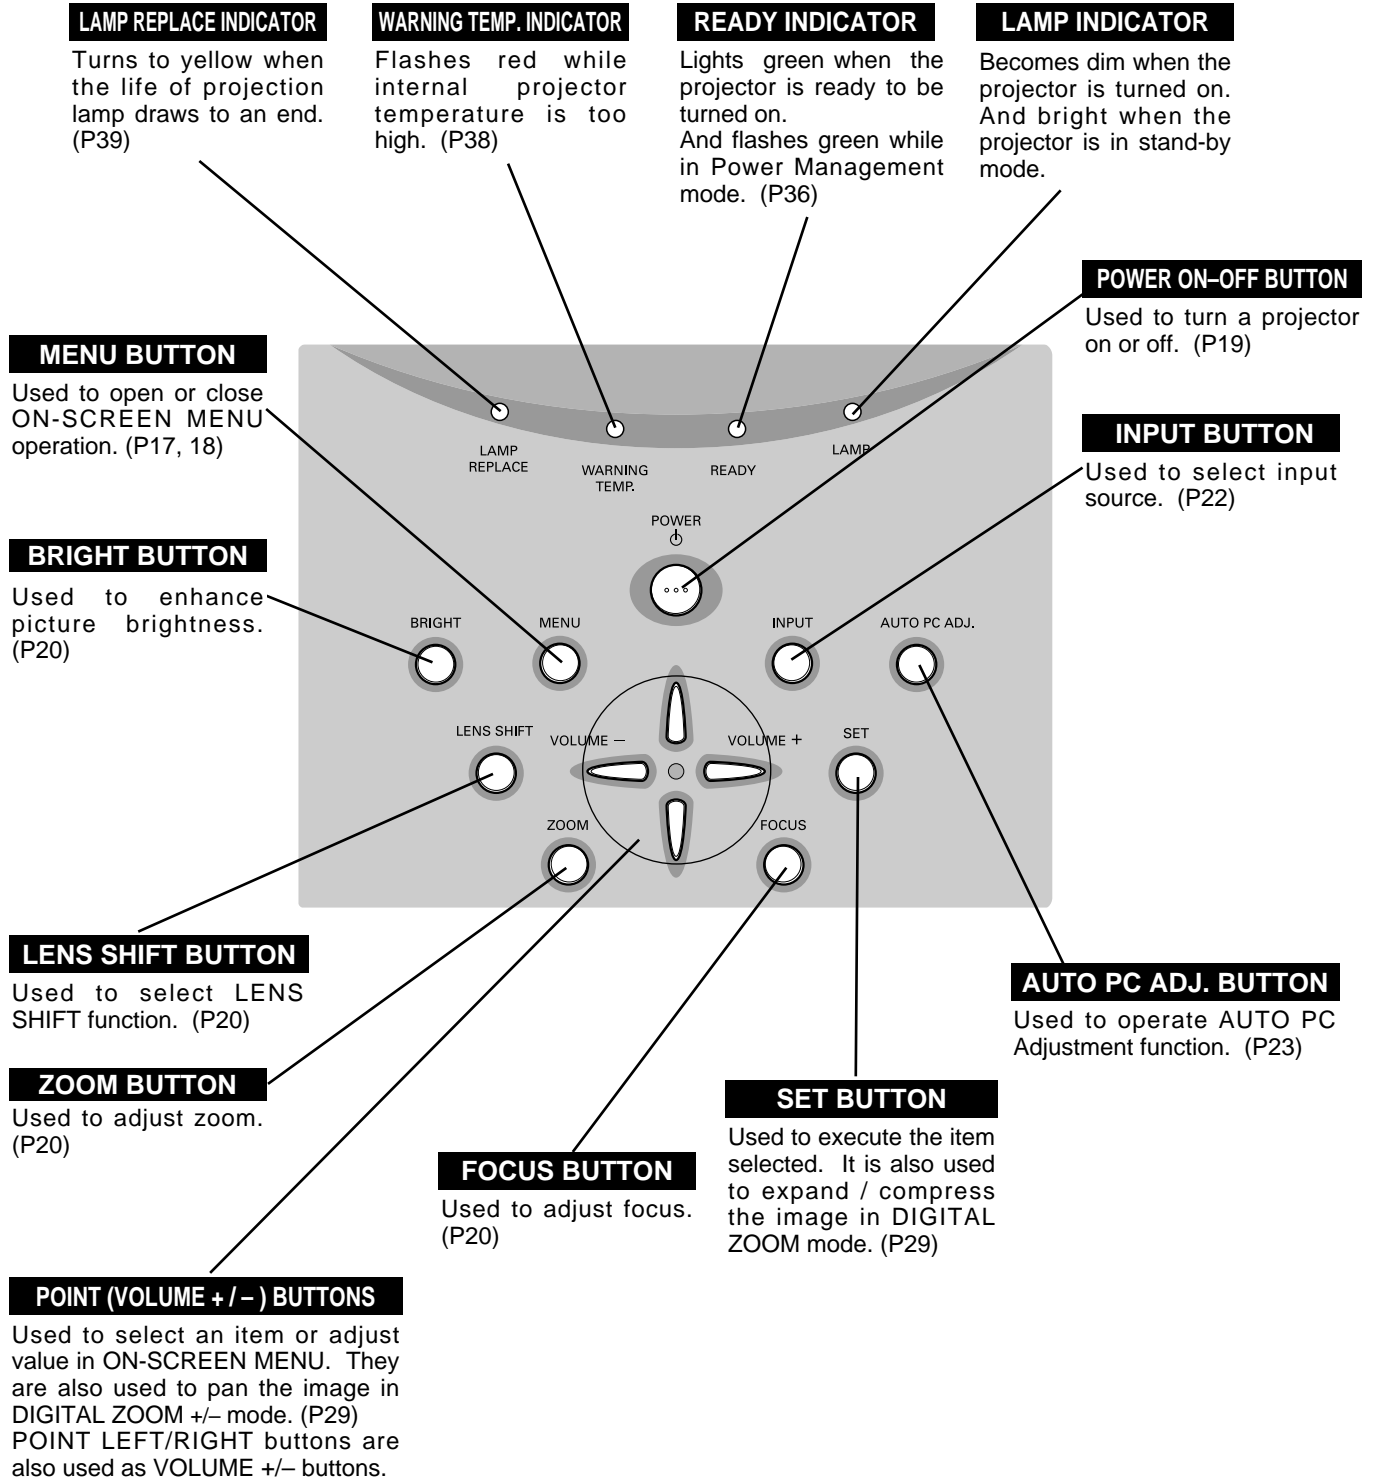 LAMP REPLACE INDICATOR
Turns to yellow when
the life of projection
lamp draws to an end.
(P39)
WARNING TEMP. INDICATOR
Flashes red while
internal projector
temperature is too
high. (P38)
READY INDICATOR
Lights green when the
projector is ready to be
turned on.
And flashes green while
in Power Management
mode. (P36)
LAMP INDICATOR
Becomes dim when the
projector is turned on.
And bright when the
projector is in stand-by
mode.
POWER ON–OFF BUTTON
Used to turn a projector
on or off. (P19)
MENU BUTTON
Used to open or close
ON-SCREEN MENU
operation. (P17, 18)
INPUT BUTTON
Used to select input
source. (P22)
BRIGHT BUTTON
Used to enhance
picture brightness.
(P20)
LAMP
REPLACE
WARNING
TEMP.
READY
LAMP
POWER
BRIGHT
MENU
INPUT
AUTO PC ADJ.
LENS SHIFT
VOLUME –
VOLUME +
SET
ZOOM
FOCUS
LENS SHIFT BUTTON
Used to select LENS
SHIFT function. (P20)
AUTO PC ADJ. BUTTON
Used to operate AUTO PC
Adjustment function. (P23)
ZOOM BUTTON
Used to adjust zoom.
(P20)
SET BUTTON
Used to execute the item
selected. It is also used
to expand / compress
the image in DIGITAL
ZOOM mode. (P29)
FOCUS BUTTON
Used to adjust focus.
(P20)
POINT (VOLUME + / – ) BUTTONS
Used to select an item or adjust
value in ON-SCREEN MENU. They
are also used to pan the image in
DIGITAL ZOOM +/– mode. (P29)
POINT LEFT/RIGHT buttons are
also used as VOLUME +/– buttons.